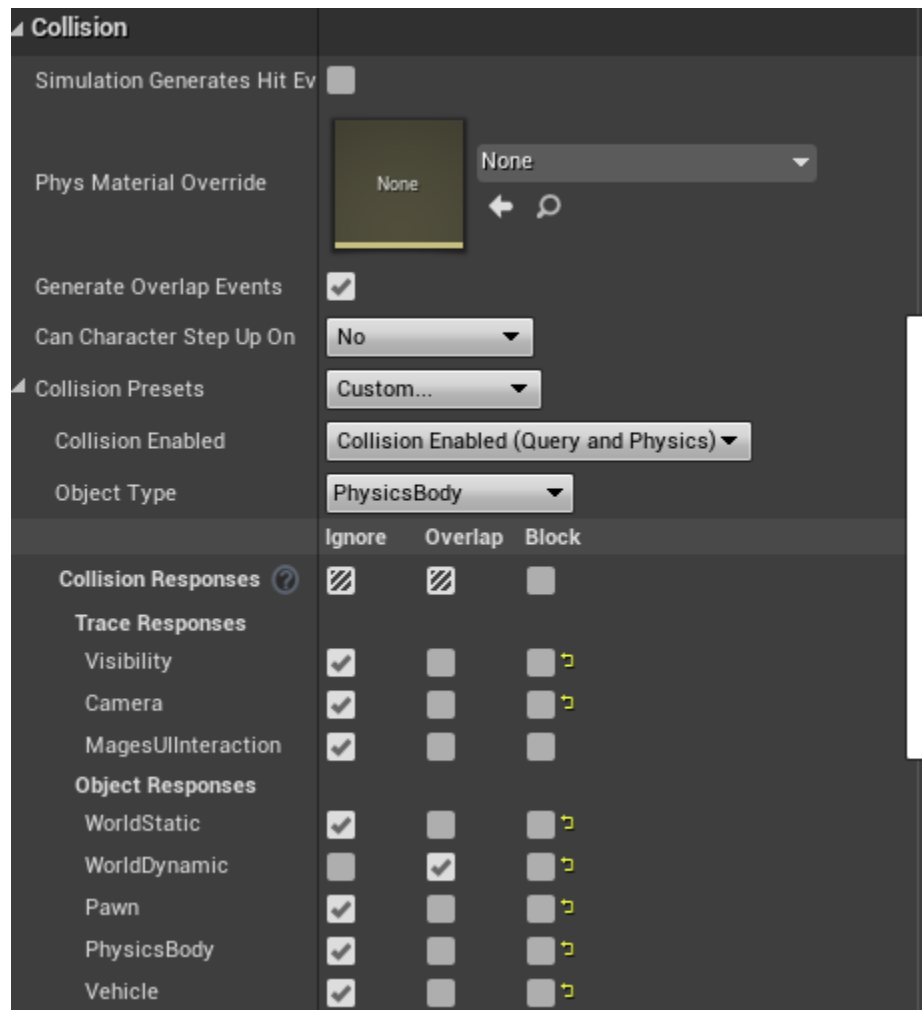 Collision
Simulation Generates Hit Ev
Phys Material Override
None
None
Generate Overlap Events
Can Character Step Up On
No
Collision Presets
Custom...
Collision Enabled
Collision Enabled (Query and Physics)
Object Type
PhysicsBody
Ignore Overlap Block
Collision Responses ?
Trace Responses
Visibility
Camera
MagesUIInteraction
Object Responses
WorldStatic
WorldDynamic
Pawn
PhysicsBody
Vehicle